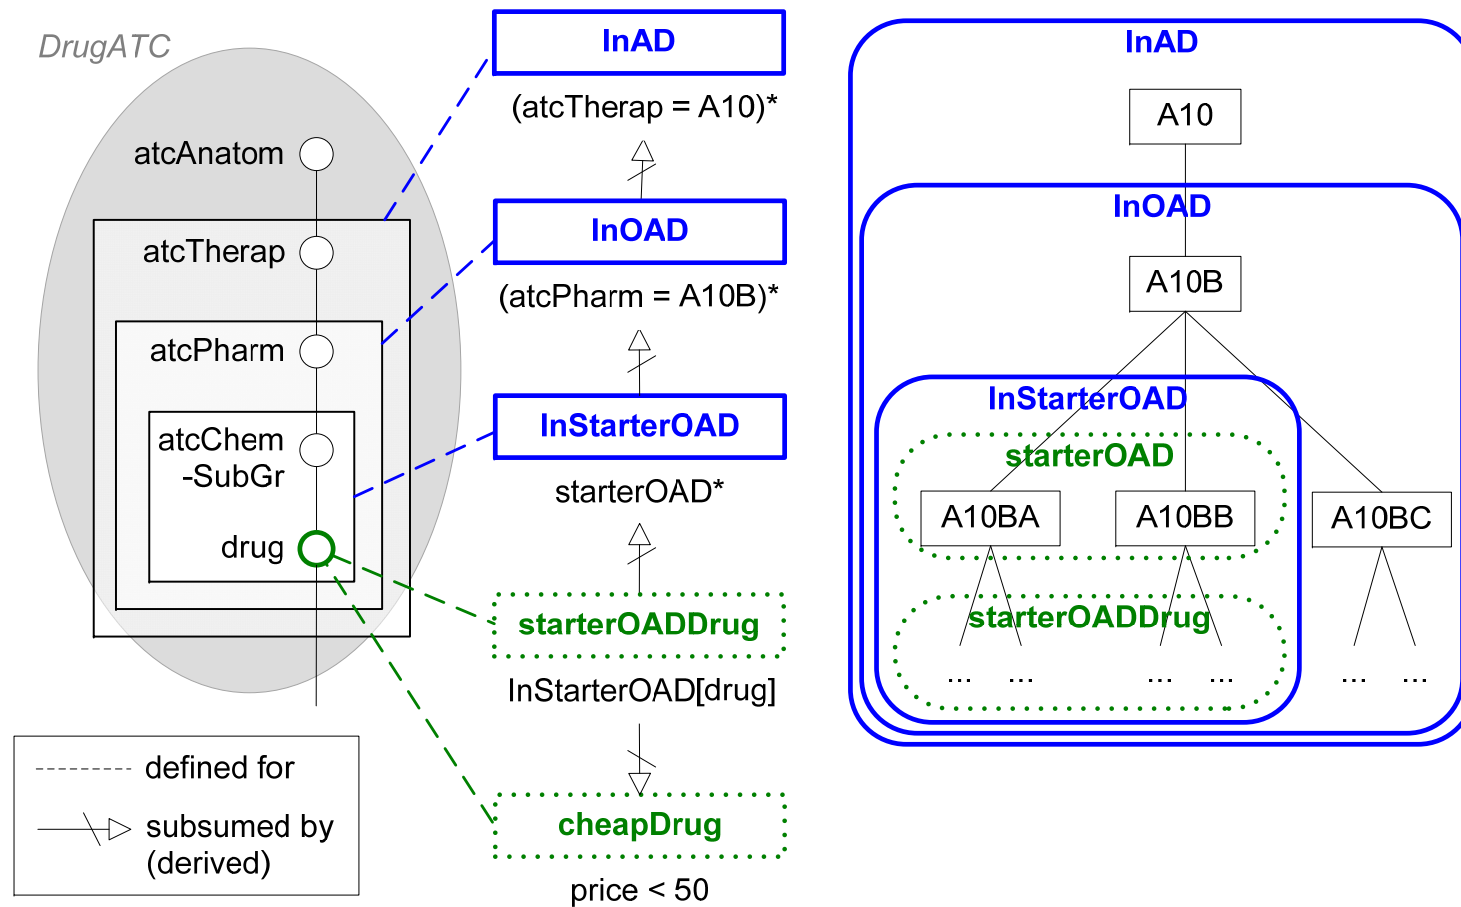 DrugATC
atcAnatom
atcTherap
atcPharm
atcChem
-SubGr
drug
defined for
subsumed by
(derived)
InAD
(atcTherap = A10)*
InOAD
(atcPharm = A10B)*
InStarterOAD
starterOAD*
starterOADDrug
InStarterOAD[drug]
cheapDrug
price < 50
InAD
A10
InOAD
A10B
InStarterOAD
starterOAD
A10BA A10BB A10BC
starterOADDrug
... ... ... ... ... ...